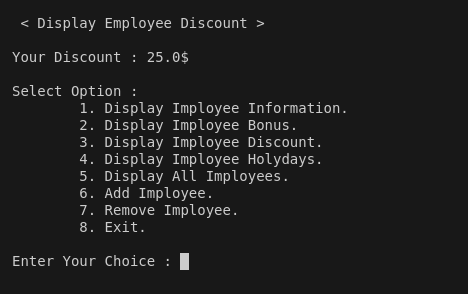 < Display Employee Discount >
Your Discount : 25.0$
Select Option :
1. Display Imployee Information.
2. Display Imployee Bonus.
3. Display Imployee Discount.
4. Display Imployee Holydays.
5. Display All Imployees.
6. Add Imployee.
7. Remove Imployee.
8. Exit.
Enter Your Choice :